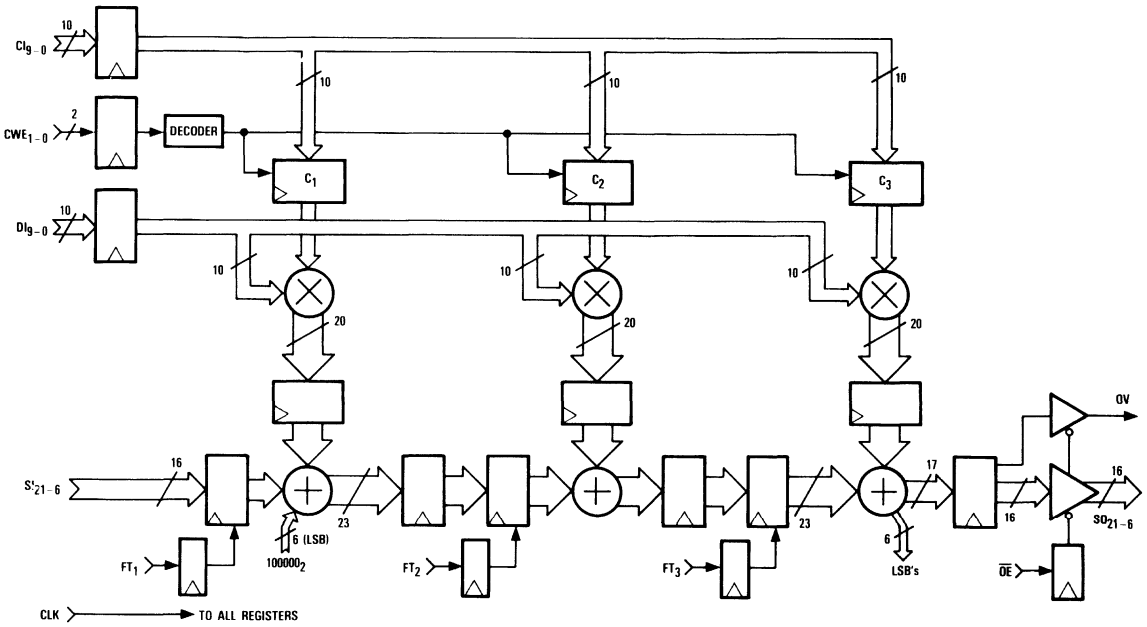 10
CI9–0
10
10
10
2
CWE1–0
DECODER
C1
C2
C3
10
DI9–0
10
10
10
20
20
20
OV
16
SI21–6
23
23
17
16
16
SO21–6
6 (LSB)
1000002
6
LSB's
FT1
FT2
FT3
OE
CLK
TO ALL REGISTERS